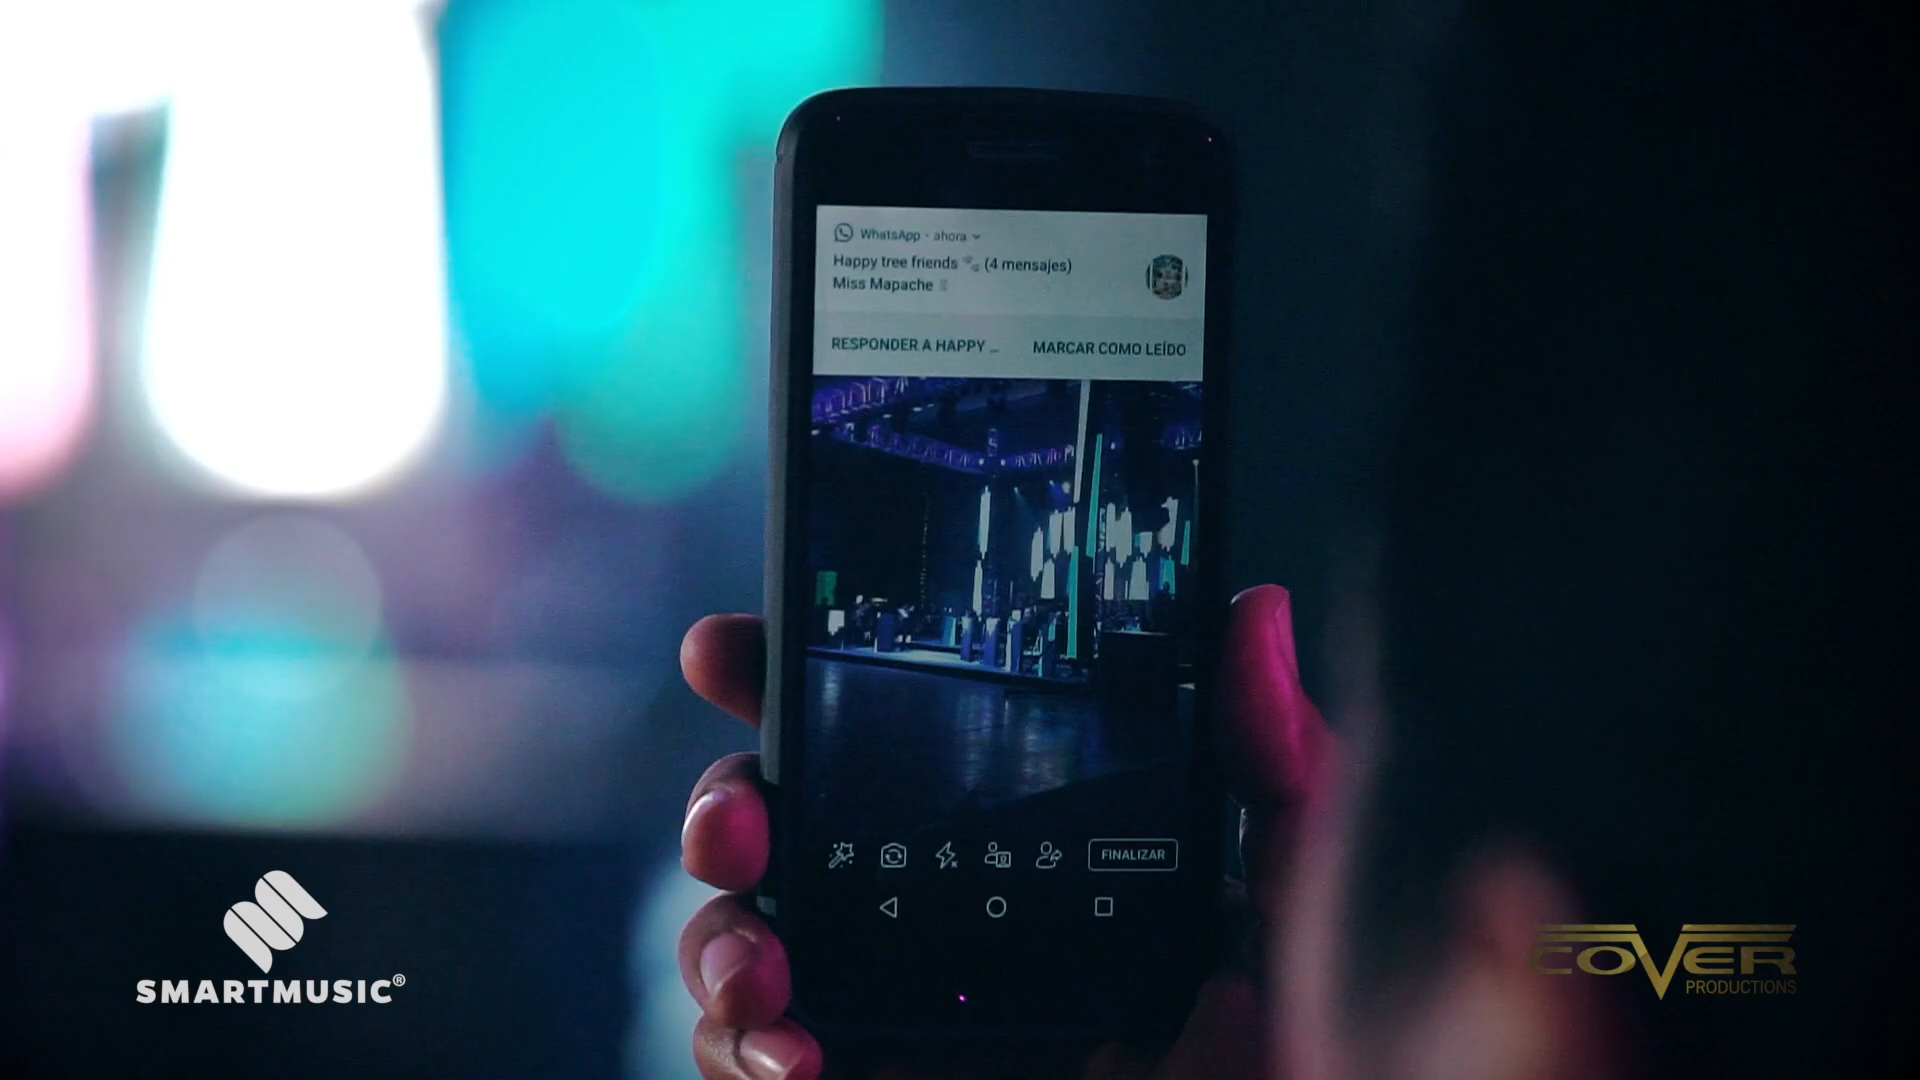 WhatsApp · ahora
Happy tree friends 🐾 (4 mensajes)
Miss Mapache
RESPONDER A HAPPY ...
MARCAR COMO LEÍDO
FINALIZAR
SMARTMUSIC®
COVER
PRODUCTIONS